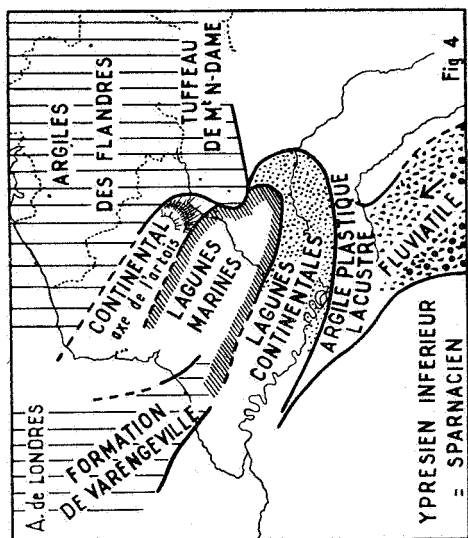 A. de LONDRES
FORMATION
DE VARENGEVILLE
ARGILES
DES FLANDRES
TUFFEAU
DE Mt N-DAME
CONTINENTAL
axe de l'artois
LAGUNES
MARINES
LAGUNES
CONTINENTALES
ARGILE PLASTIQUE
LACUSTRE
FLUVIATILE
YPRESIEN INFERIEUR
= SPARNACIEN
Fig 4